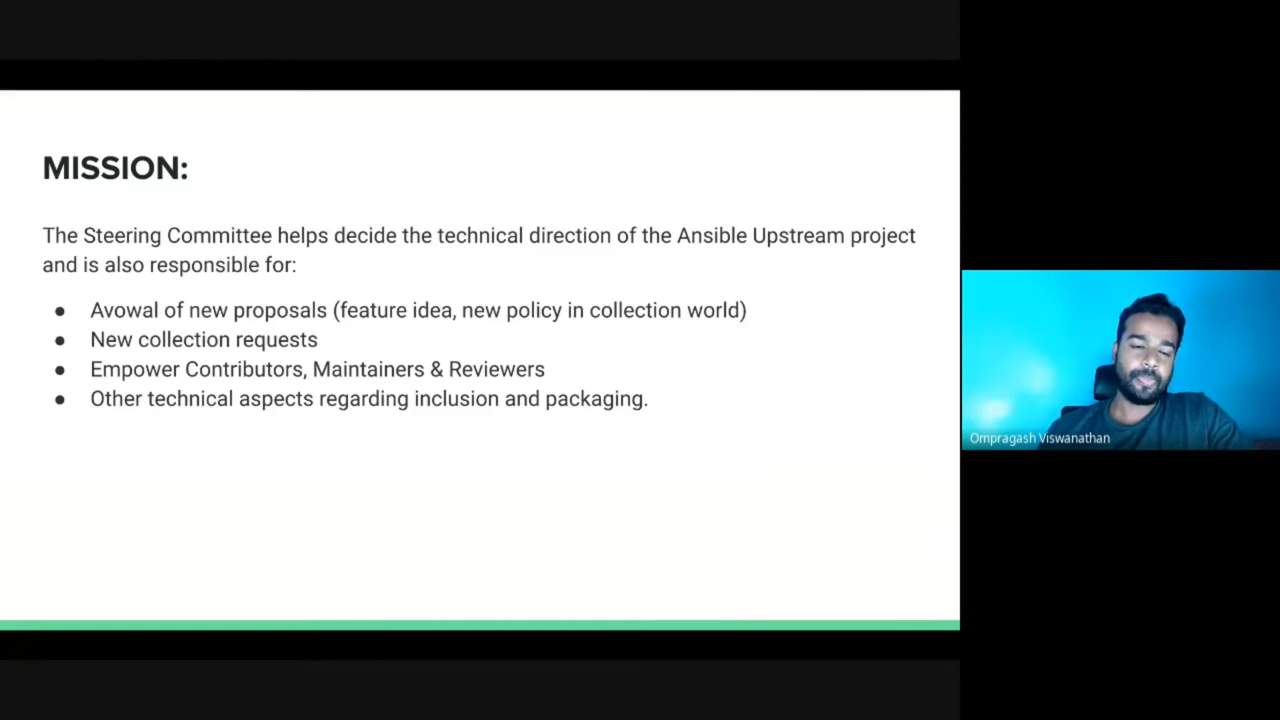 MISSION:
The Steering Committee helps decide the technical direction of the Ansible Upstream project
and is also responsible for:
● Avowal of new proposals (feature idea, new policy in collection world)
● New collection requests
● Empower Contributors, Maintainers & Reviewers
● Other technical aspects regarding inclusion and packaging.
Ompragash Viswanathan